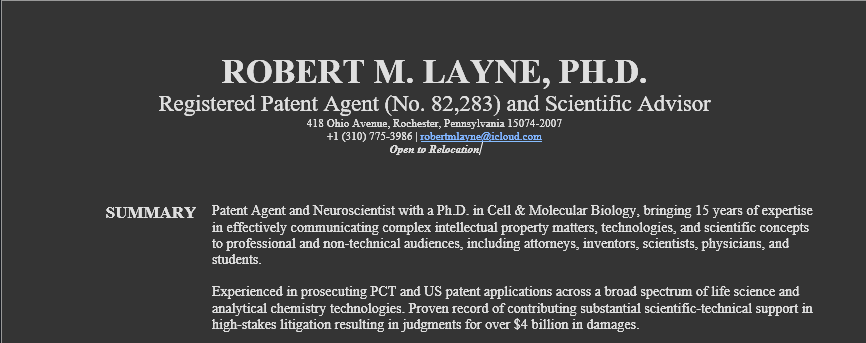 ROBERT M. LAYNE, PH.D.
Registered Patent Agent (No. 82,283) and Scientific Advisor
418 Ohio Avenue, Rochester, Pennsylvania 15074-2007
+1 (310) 775-3986 | robertmlayne@icloud.com
Open to Relocation
SUMMARY
Patent Agent and Neuroscientist with a Ph.D. in Cell & Molecular Biology, bringing 15 years of expertise
in effectively communicating complex intellectual property matters, technologies, and scientific concepts
to professional and non-technical audiences, including attorneys, inventors, scientists, physicians, and
students.
Experienced in prosecuting PCT and US patent applications across a broad spectrum of life science and
analytical chemistry technologies. Proven record of contributing substantial scientific-technical support in
high-stakes litigation resulting in judgments for over $4 billion in damages.